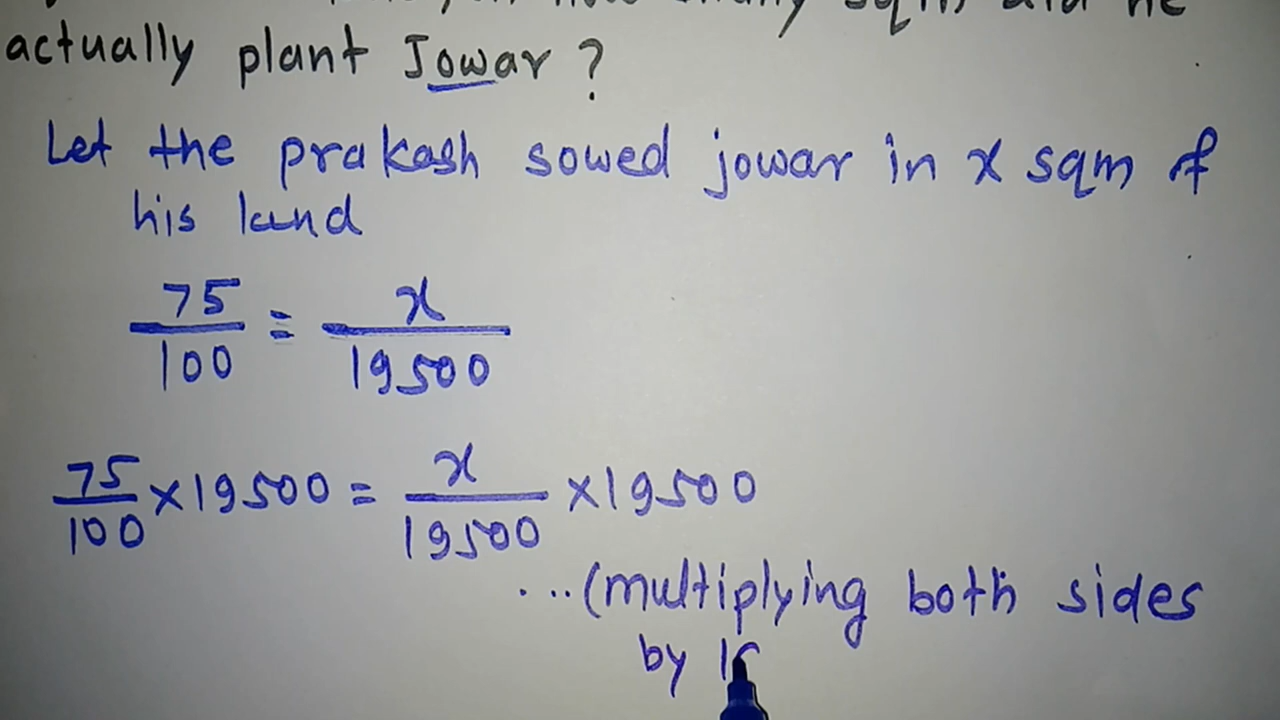 actually plant Jowar ?
Let the prakash sowed jowar in x sqm of
his land
75/100 = x/19500
75/100 × 19500 = x/19500 × 19500
...(multiplying both sides
by 1